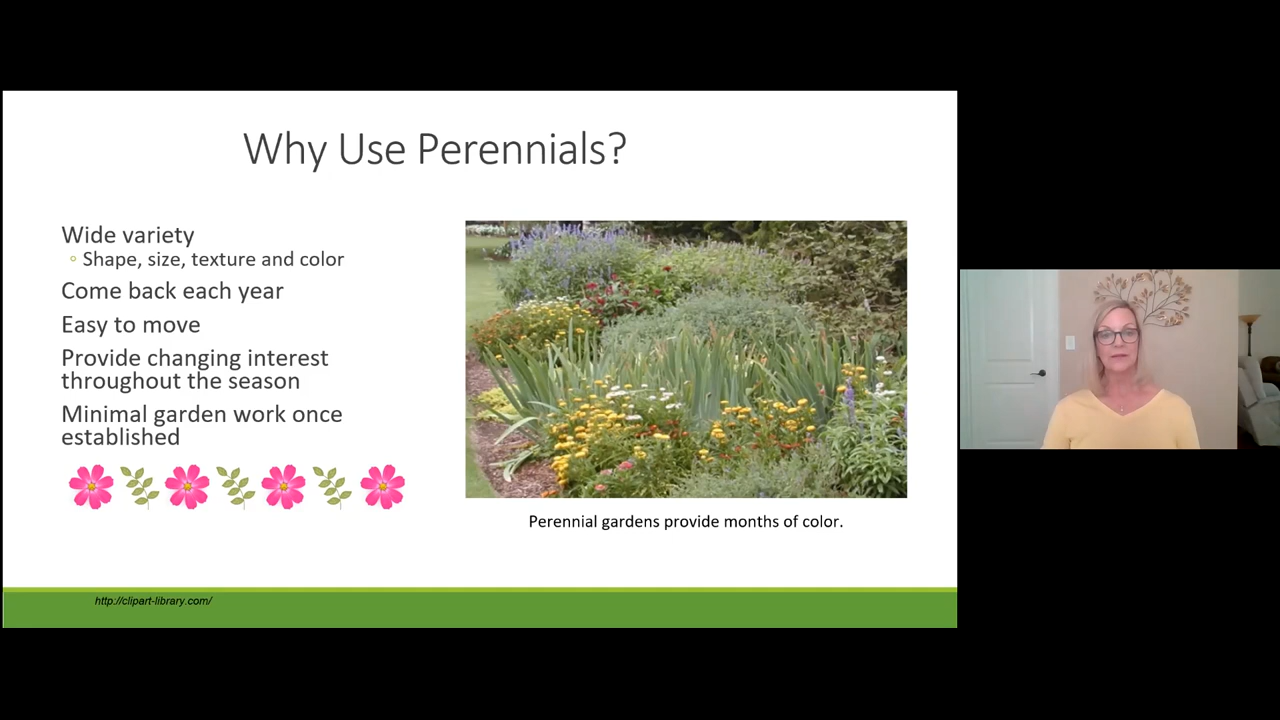 Why Use Perennials?
Wide variety
◦ Shape, size, texture and color
Come back each year
Easy to move
Provide changing interest
throughout the season
Minimal garden work once
established
Perennial gardens provide months of color.
http://clipart-library.com/